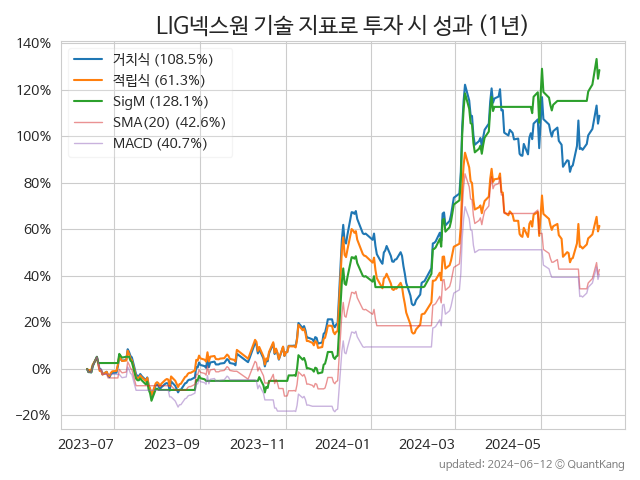 LIG넥스원 기술 지표로 투자 시 성과 (1년)
140%
120%
100%
80%
60%
40%
20%
0%
−20%
거치식 (108.5%)
적립식 (61.3%)
SigM (128.1%)
SMA(20) (42.6%)
MACD (40.7%)
2023-07 2023-09 2023-11 2024-01 2024-03 2024-05
updated: 2024-06-12 © QuantKang